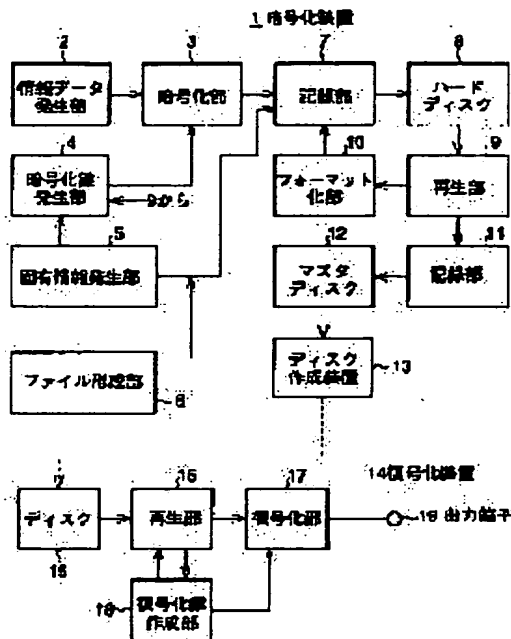 1 暗号化装置
2
3
7
8
情報データ
発生部
暗号化部
記録部
ハード
ディスク
4
10
9
暗号化鍵
発生部
9から
フォーマット
化部
再生部
5
12
11
固有情報発生部
マスタ
ディスク
記録部
ファイル形成部
6
ディスク
作成装置
13
16
17
14 復号化装置
ディスク
再生部
復号化部
19 出力端子
15
18
復号化鍵
作成部